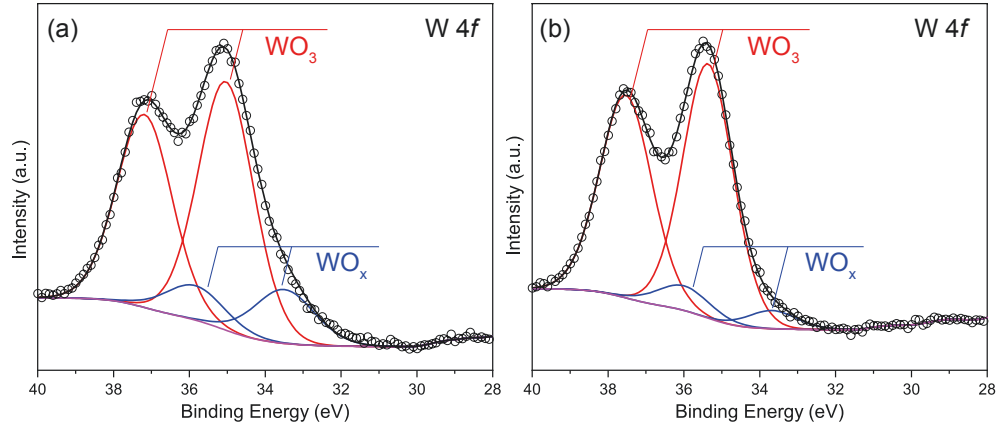 (a)
W 4f
WO3
WOx
Intensity (a.u.)
40 38 36 34 32 30 28
Binding Energy (eV)
(b)
W 4f
WO3
WOx
Intensity (a.u.)
40 38 36 34 32 30 28
Binding Energy (eV)